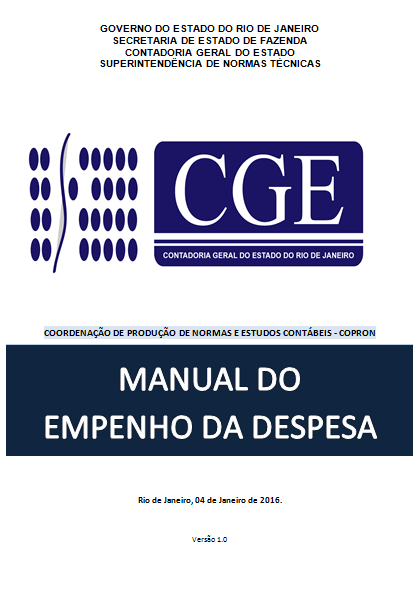 GOVERNO DO ESTADO DO RIO DE JANEIRO
SECRETARIA DE ESTADO DE FAZENDA
CONTADORIA GERAL DO ESTADO
SUPERINTENDÊNCIA DE NORMAS TÉCNICAS
CGE
CONTADORIA GERAL DO ESTADO DO RIO DE JANEIRO
COORDENAÇÃO DE PRODUÇÃO DE NORMAS E ESTUDOS CONTÁBEIS - COPRON
MANUAL DO
EMPENHO DA DESPESA
Rio de Janeiro, 04 de Janeiro de 2016.
Versão 1.0